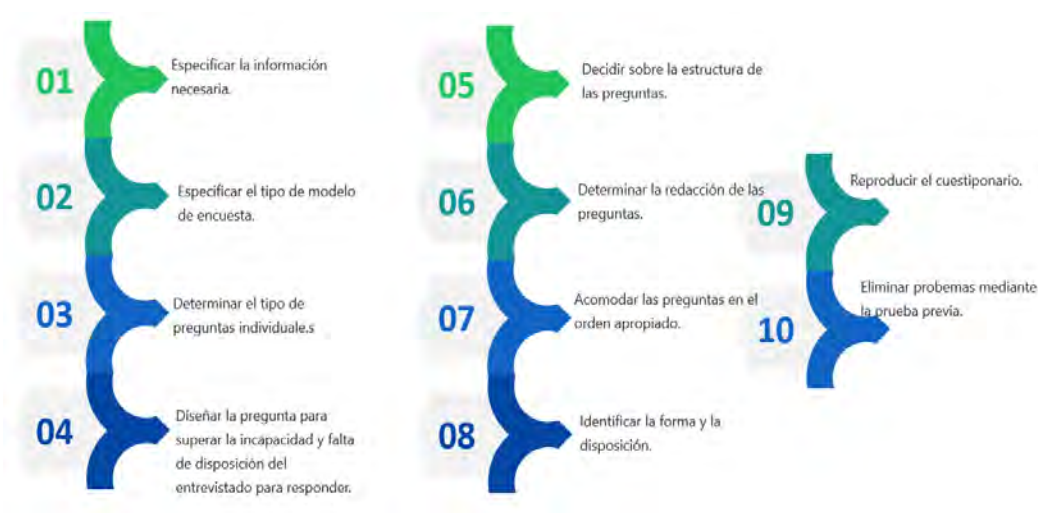 01
Especificar la información
necesaria.
02
Especificar el tipo de modelo
de encuesta.
03
Determinar el tipo de
preguntas individuale.s
04
Diseñar la pregunta para
superar la incapacidad y falta
de disposición del
entrevistado para responder.
05
Decidir sobre la estructura de
las preguntas.
06
Determinar la redacción de las
preguntas.
07
Acomodar las preguntas en el
orden apropiado.
08
Identificar la forma y la
disposición.
09
Reproducir el cuestiponario.
10
Eliminar probemas mediante
la prueba previa.